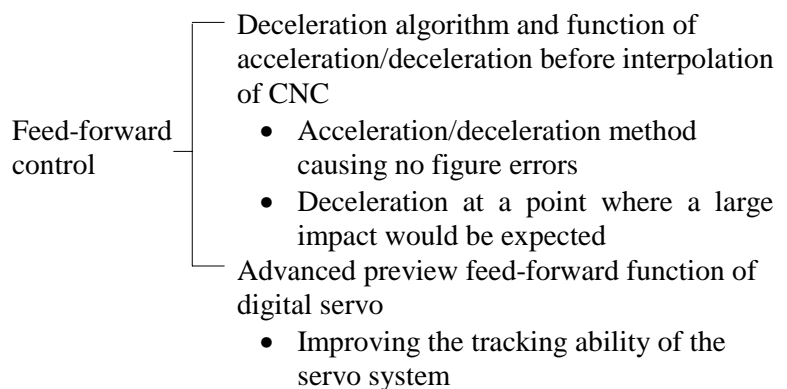 Deceleration algorithm and function of
acceleration/deceleration before interpolation
of CNC
Feed-forward
control
• Acceleration/deceleration method
causing no figure errors
• Deceleration at a point where a large
impact would be expected
Advanced preview feed-forward function of
digital servo
• Improving the tracking ability of the
servo system